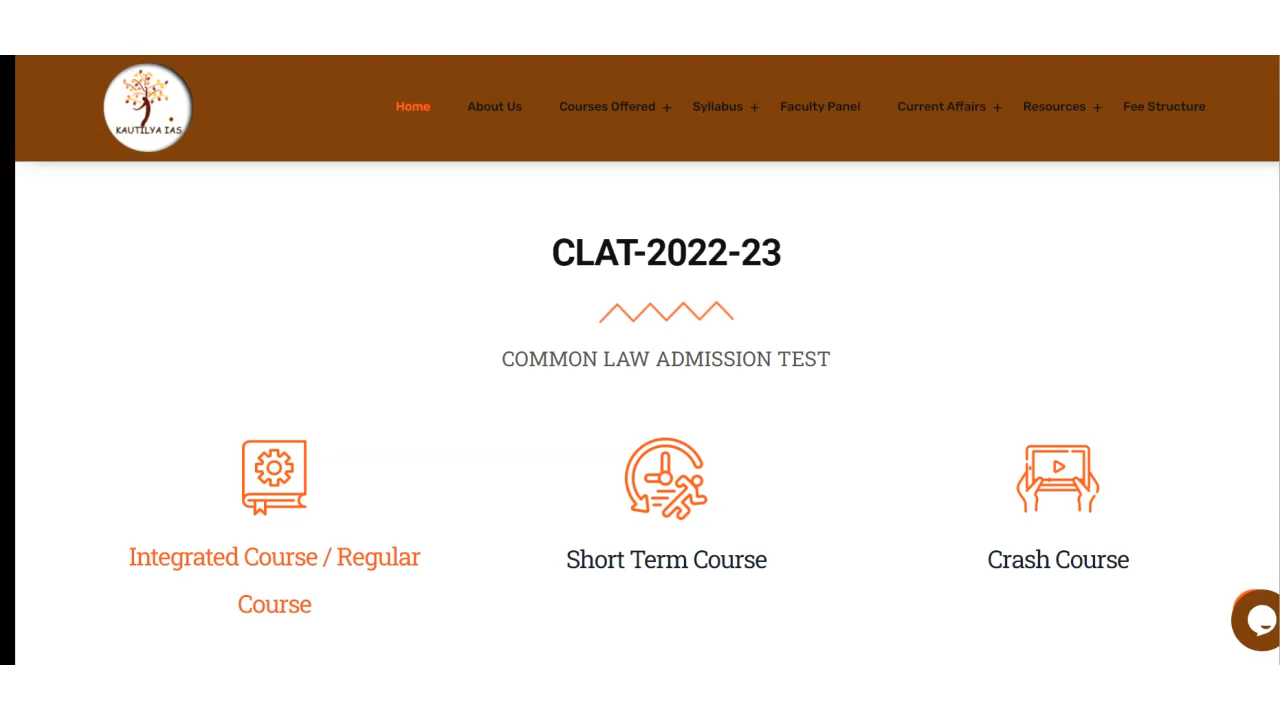 KAUTILYA IAS
Home About Us Courses Offered + Syllabus + Faculty Panel Current Affairs + Resources + Fee Structure
CLAT-2022-23
COMMON LAW ADMISSION TEST
Integrated Course / Regular
Course
Short Term Course
Crash Course